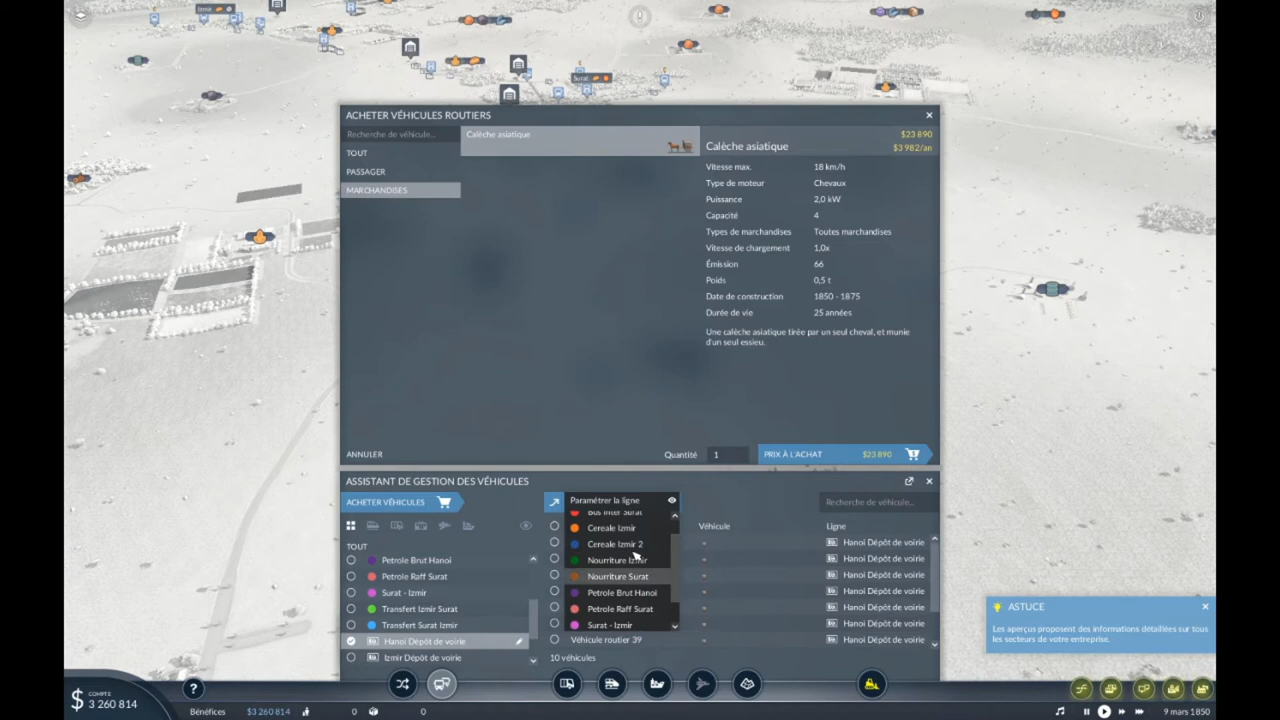 Izmir
Surat
ACHETER VÉHICULES ROUTIERS
Recherche de véhicule...
TOUT
PASSAGER
MARCHANDISES
Calèche asiatique
Calèche asiatique
$23 890
$3 982/an
Vitesse max. 18 km/h
Type de moteur Chevaux
Puissance 2,0 kW
Capacité 4
Types de marchandises Toutes marchandises
Vitesse de chargement 1,0x
Émission 66
Poids 0,5 t
Date de construction 1850 - 1875
Durée de vie 25 années
Une calèche asiatique tirée par un seul cheval, et munie
d'un seul essieu.
ANNULER
Quantité 1
PRIX À L'ACHAT $23 890
ASSISTANT DE GESTION DES VÉHICULES
ACHETER VÉHICULES
TOUT
Petrole Brut Hanoi
Petrole Raff Surat
Surat - Izmir
Transfert Izmir Surat
Transfert Surat Izmir
Hanoi Dépôt de voirie
Izmir Dépôt de voirie
Paramétrer la ligne
Bus Inter Surat
Cereale Izmir
Cereale Izmir 2
Nourriture Izmir
Nourriture Surat
Petrole Brut Hanoi
Petrole Raff Surat
Surat - Izmir
Véhicule routier 39
10 véhicules
Recherche de véhicule...
Véhicule
Ligne
Hanoi Dépôt de voirie
Hanoi Dépôt de voirie
Hanoi Dépôt de voirie
Hanoi Dépôt de voirie
Hanoi Dépôt de voirie
Hanoi Dépôt de voirie
Hanoi Dépôt de voirie
ASTUCE
Les aperçus proposent des informations détaillées sur tous
les secteurs de votre entreprise.
$ COMPTE
3 260 814
?
Bénéfices $3 260 814 0 0
9 mars 1850